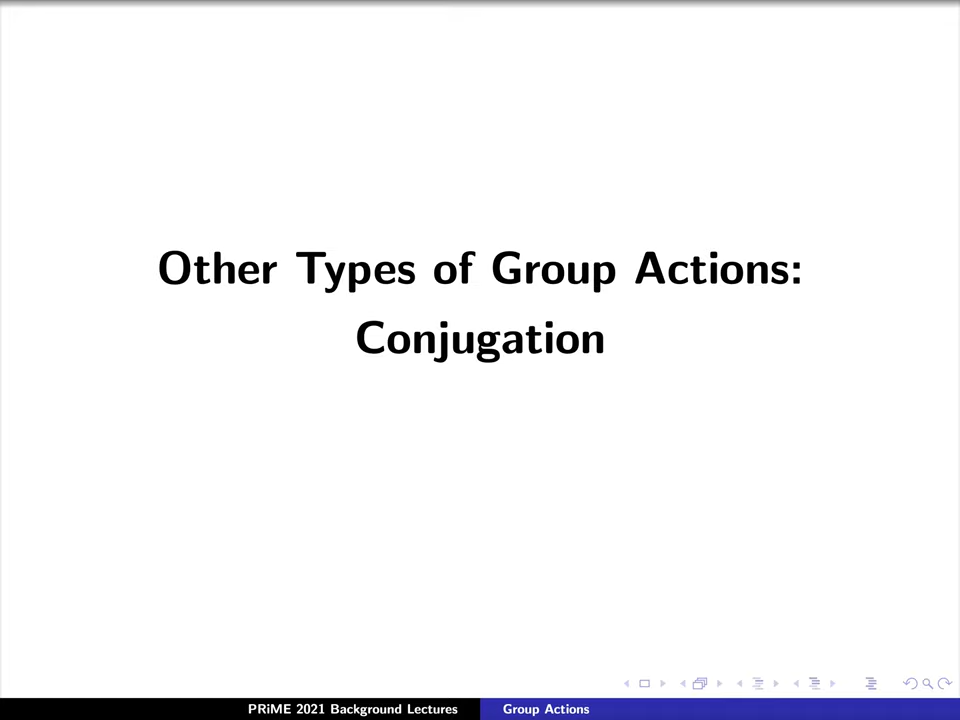 Other Types of Group Actions:
Conjugation
PRiME 2021 Background Lectures
Group Actions